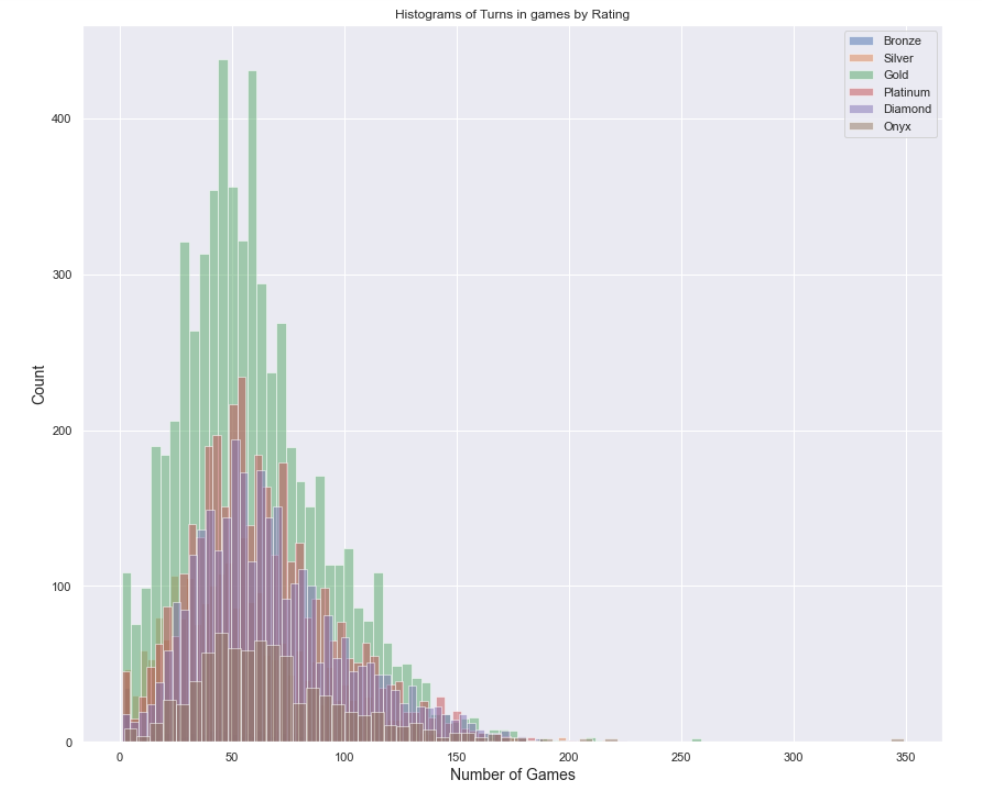 Histograms of Turns in games by Rating
Bronze
Silver
Gold
Platinum
Diamond
Onyx
400
300
200
100
0
Count
0 50 100 150 200 250 300 350
Number of Games